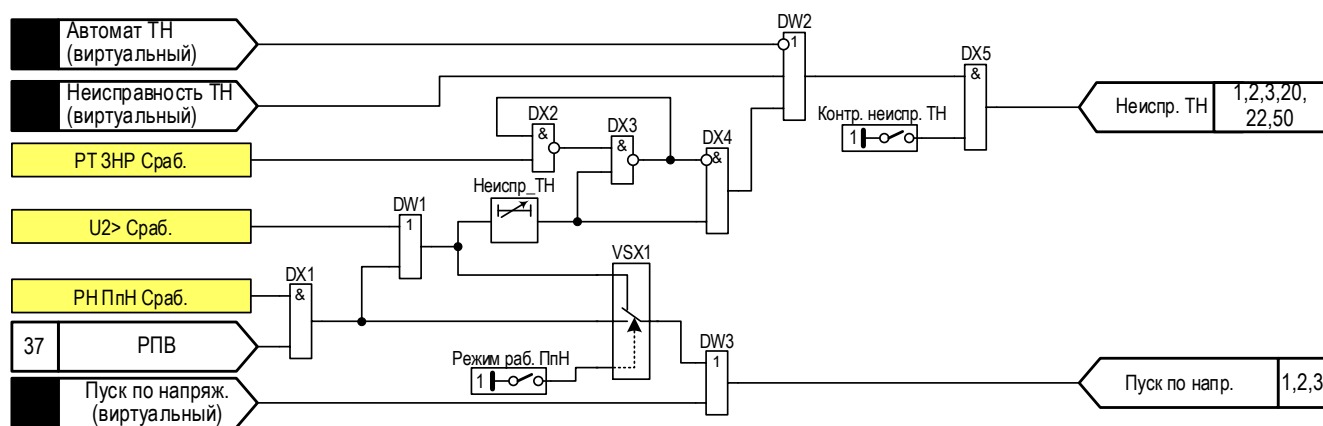 Автомат ТН
(виртуальный)
Неисправность ТН
(виртуальный)
РТ ЗНР Сраб.
U2> Сраб.
РН ПпН Сраб.
37
РПВ
Пуск по напряж.
(виртуальный)
DX1
&
DW1
1
Неиспр_ТН
DX2
&
DX3
&
DX4
&
DW2
1
Контр. неиспр. ТН
1
DX5
&
VSX1
Режим раб. ПпН
1
DW3
1
Неиспр. ТН
1,2,3,20,
22,50
Пуск по напр.
1,2,3